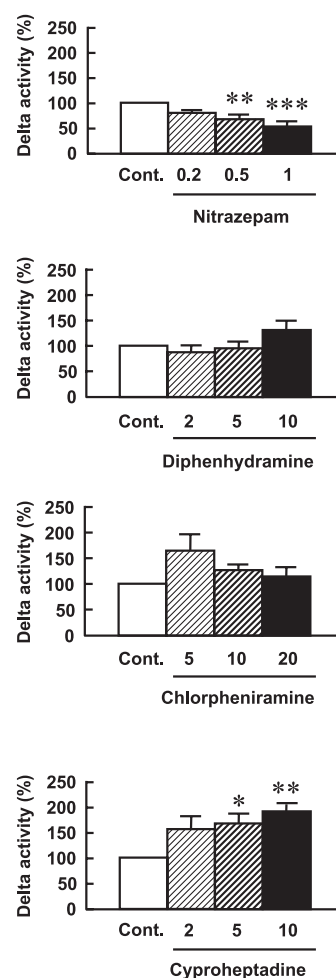 Delta activity (%)
250
200
150
100
50
0
** ***
Cont. 0.2 0.5 1
Nitrazepam
Delta activity (%)
250
200
150
100
50
0
Cont. 2 5 10
Diphenhydramine
Delta activity (%)
250
200
150
100
50
0
Cont. 5 10 20
Chlorpheniramine
Delta activity (%)
250
200
150
100
50
0
* **
Cont. 2 5 10
Cyproheptadine